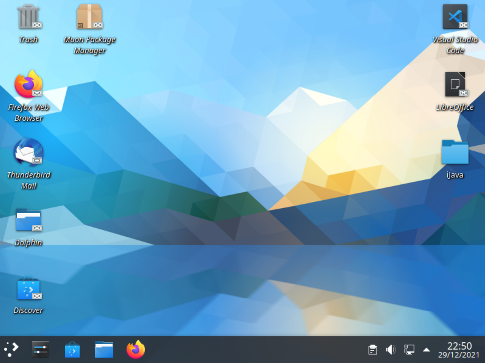 Trash
Muon Package
Manager
Visual Studio
Code
Firefox Web
Browser
LibreOffice
Thunderbird
Mail
iJava
Dolphin
Discover
22:50
29/12/2021